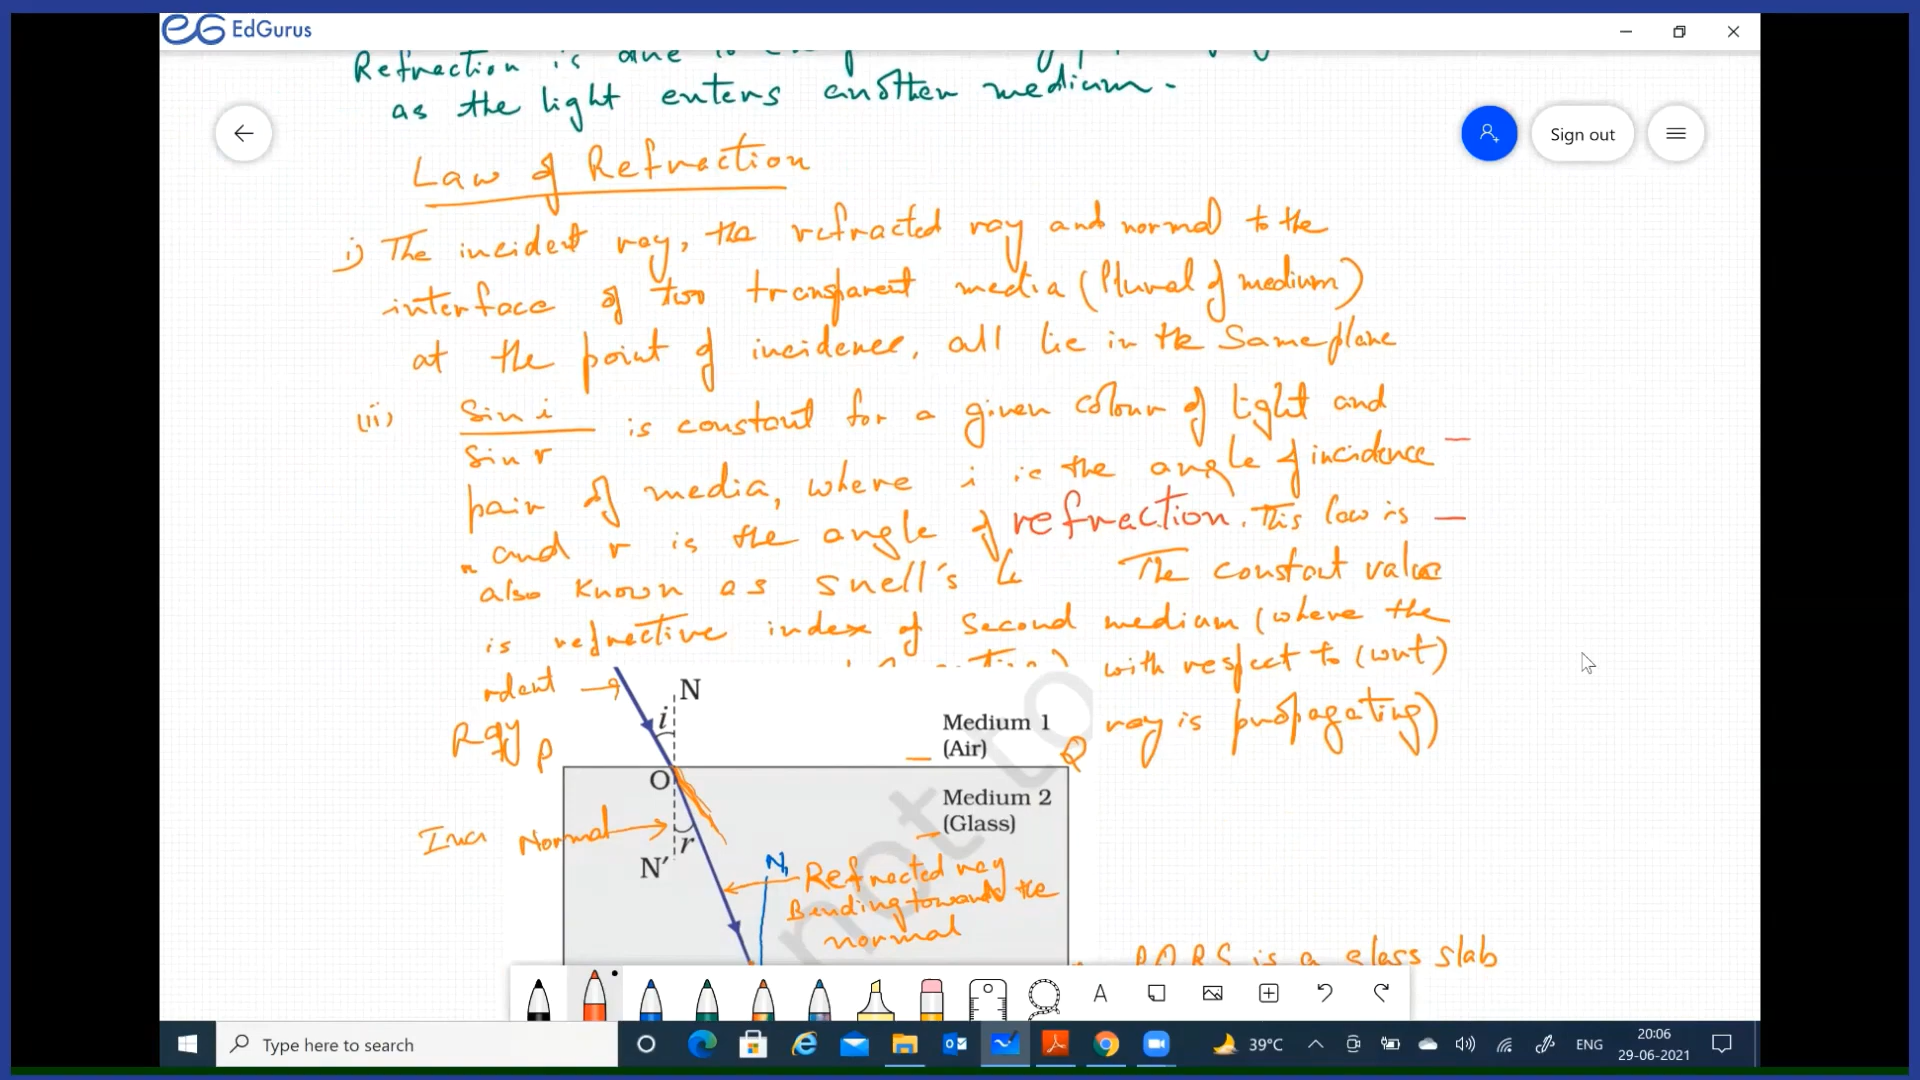 EdGurus
Refraction is due to
as the light enters another medium.
Sign out
Law of Refraction
i) The incident ray, the refracted ray and normal to the
interface of two transparent media (Plural of medium)
at the point of incidence, all lie in the same plane
(ii) Sin i
Sin r
is constant for a given colour of light and
pair of media, where i is the angle of incidence
and r is the angle of refraction. This law is
also known as snell's The constant value
is refractive index of second medium (where the
with respect to (wrt)
ray is propagating)
Ray
P
N
i
Medium 1
(Air)
Q
O
Medium 2
(Glass)
Normal
r
N′
N1
Refracted ray
Bending towards the
normal
PQRS is a glass slab
A
Type here to search
39°C
ENG
20:06
29-06-2021
not to